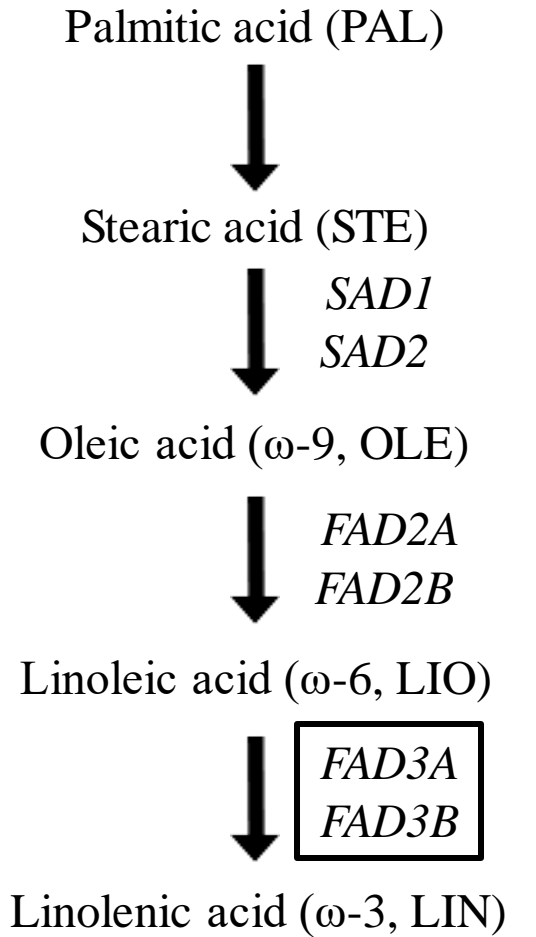 Palmitic acid (PAL)
Stearic acid (STE)
SAD1
SAD2
Oleic acid (ω-9, OLE)
FAD2A
FAD2B
Linoleic acid (ω-6, LIO)
FAD3A
FAD3B
Linolenic acid (ω-3, LIN)